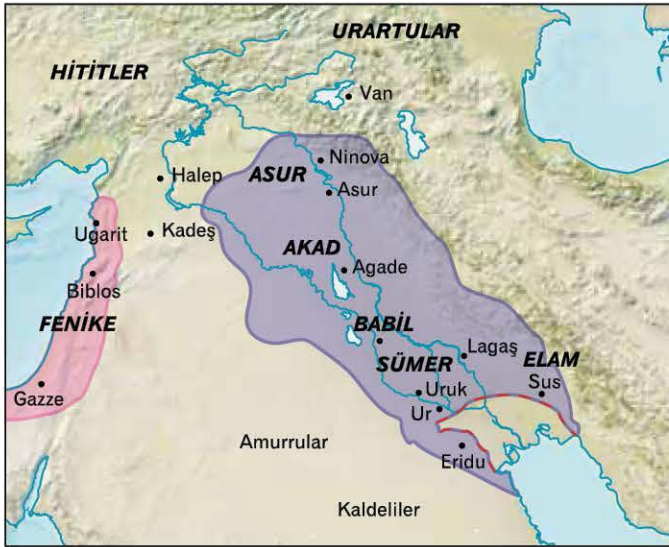 URARTULAR
HİTİTLER
Van
Ninova
ASUR
Halep
Asur
Ugarit
Kadeş
AKAD
Agade
Biblos
FENİKE
BABİL
Lagaş
SÜMER
ELAM
Gazze
Uruk
Sus
Ur
Amurrular
Eridu
Kaldeliler